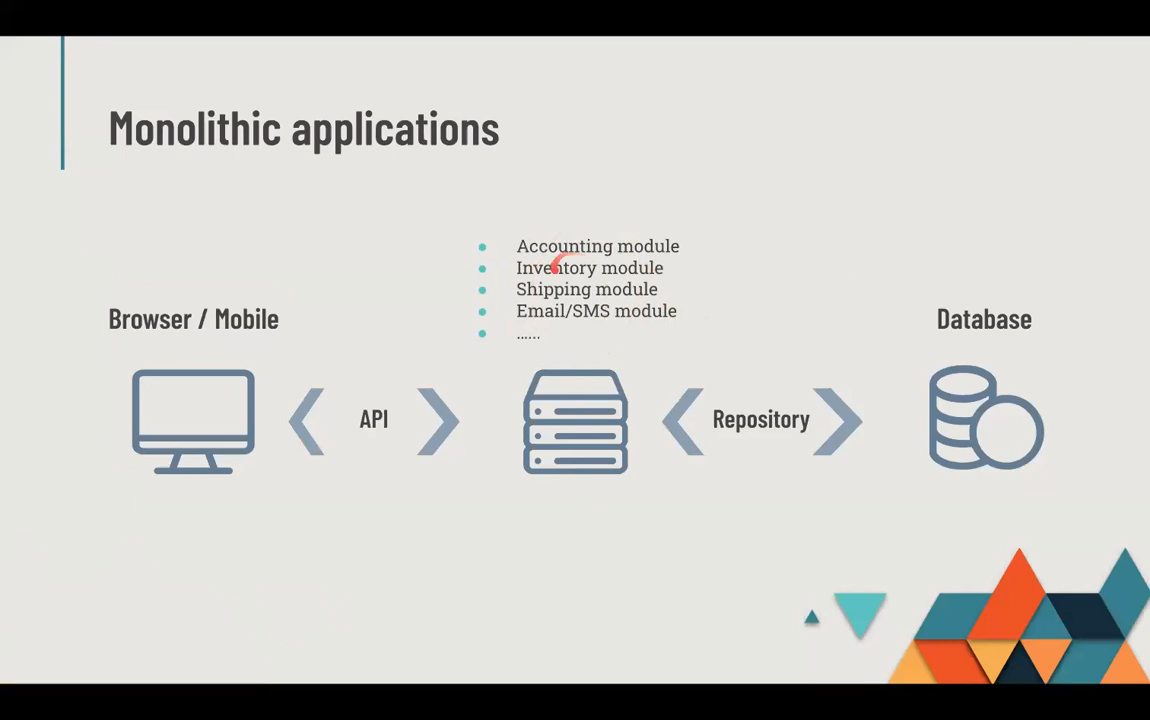 Monolithic applications
Accounting module
Inventory module
Shipping module
Email/SMS module
......
Browser / Mobile
Database
API
Repository